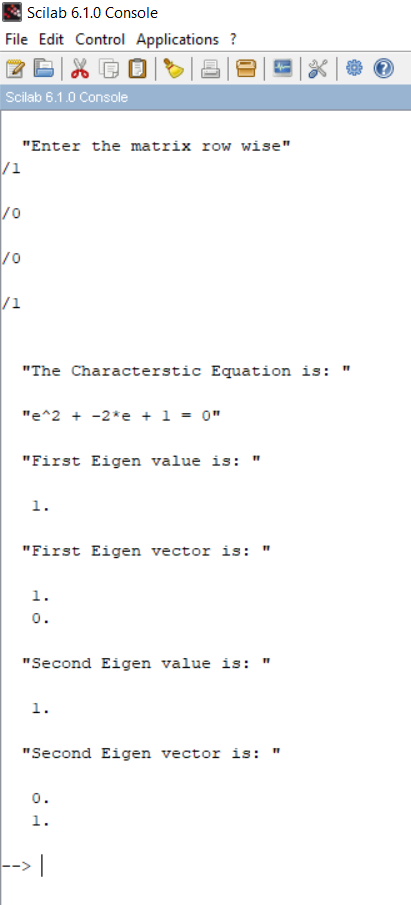 Scilab 6.1.0 Console
File Edit Control Applications ?
Scilab 6.1.0 Console
"Enter the matrix row wise"
/1
/0
/0
/1
"The Characterstic Equation is: "
"e^2 + -2*e + 1 = 0"
"First Eigen value is: "
1.
"First Eigen vector is: "
1.
0.
"Second Eigen value is: "
1.
"Second Eigen vector is: "
0.
1.
-->